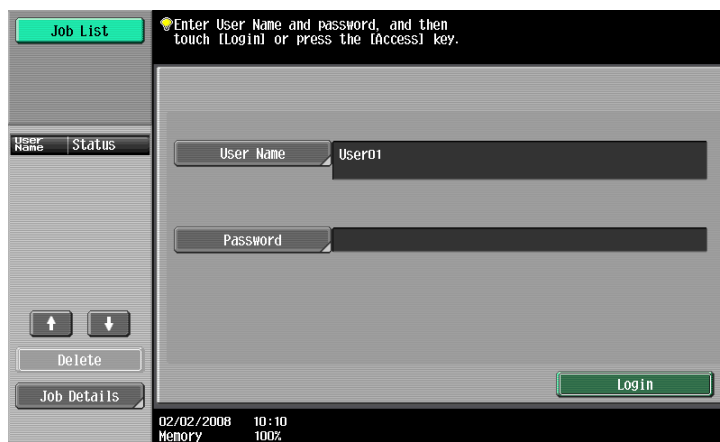 Job List
Enter User Name and password, and then
touch [Login] or press the [Access] key.
User Name
Status
User Name
User01
Password
Delete
Job Details
Login
02/02/2008 10:10
Memory 100%